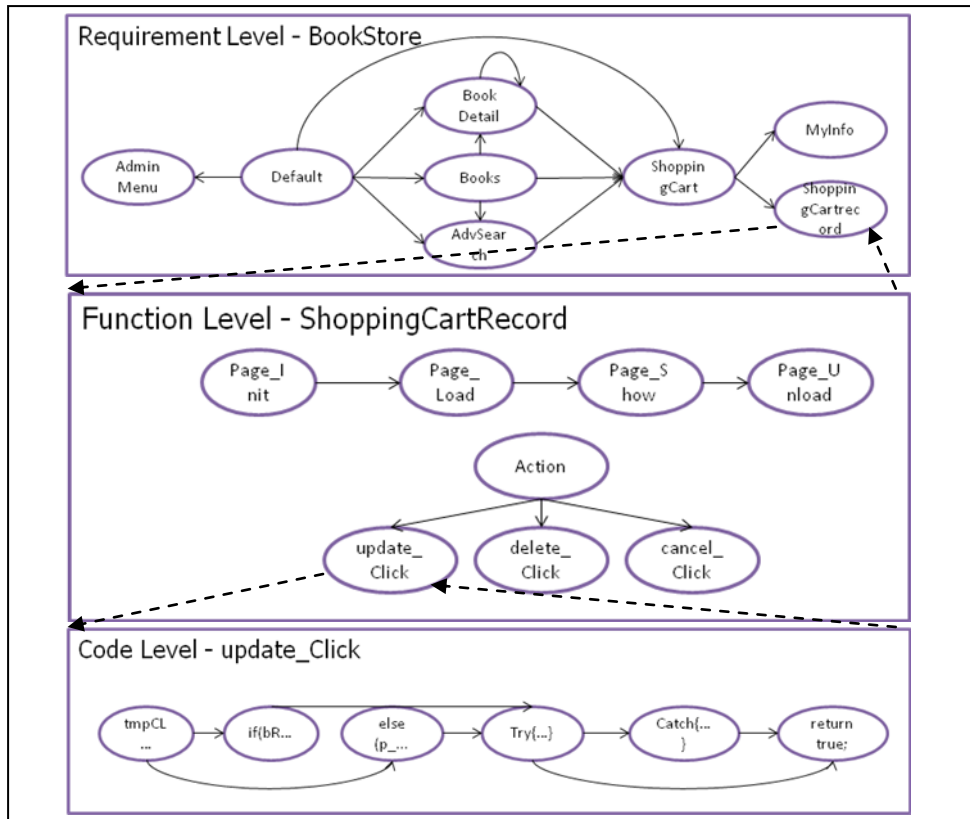 Requirement Level - BookStore
Book
Detail
MyInfo
Admin
Menu
Default
Books
Shoppin
gCart
Shoppin
gCartrec
ord
AdvSear
ch
Function Level - ShoppingCartRecord
Page_I
nit
Page_
Load
Page_S
how
Page_U
nload
Action
update_
Click
delete_
Click
cancel_
Click
Code Level - update_Click
tmpCL
...
if(bR...
else
{p_...
Try{...}
Catch{...
}
return
true;